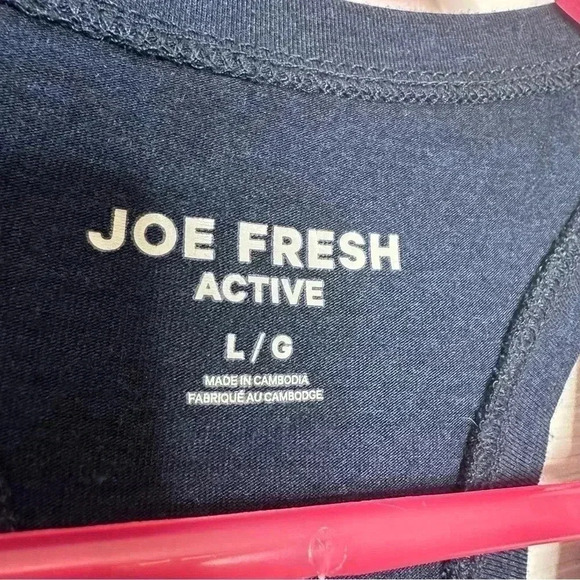 JOE FRESH
ACTIVE
L / G
MADE IN CAMBODIA
FABRIQUÉ AU CAMBODGE